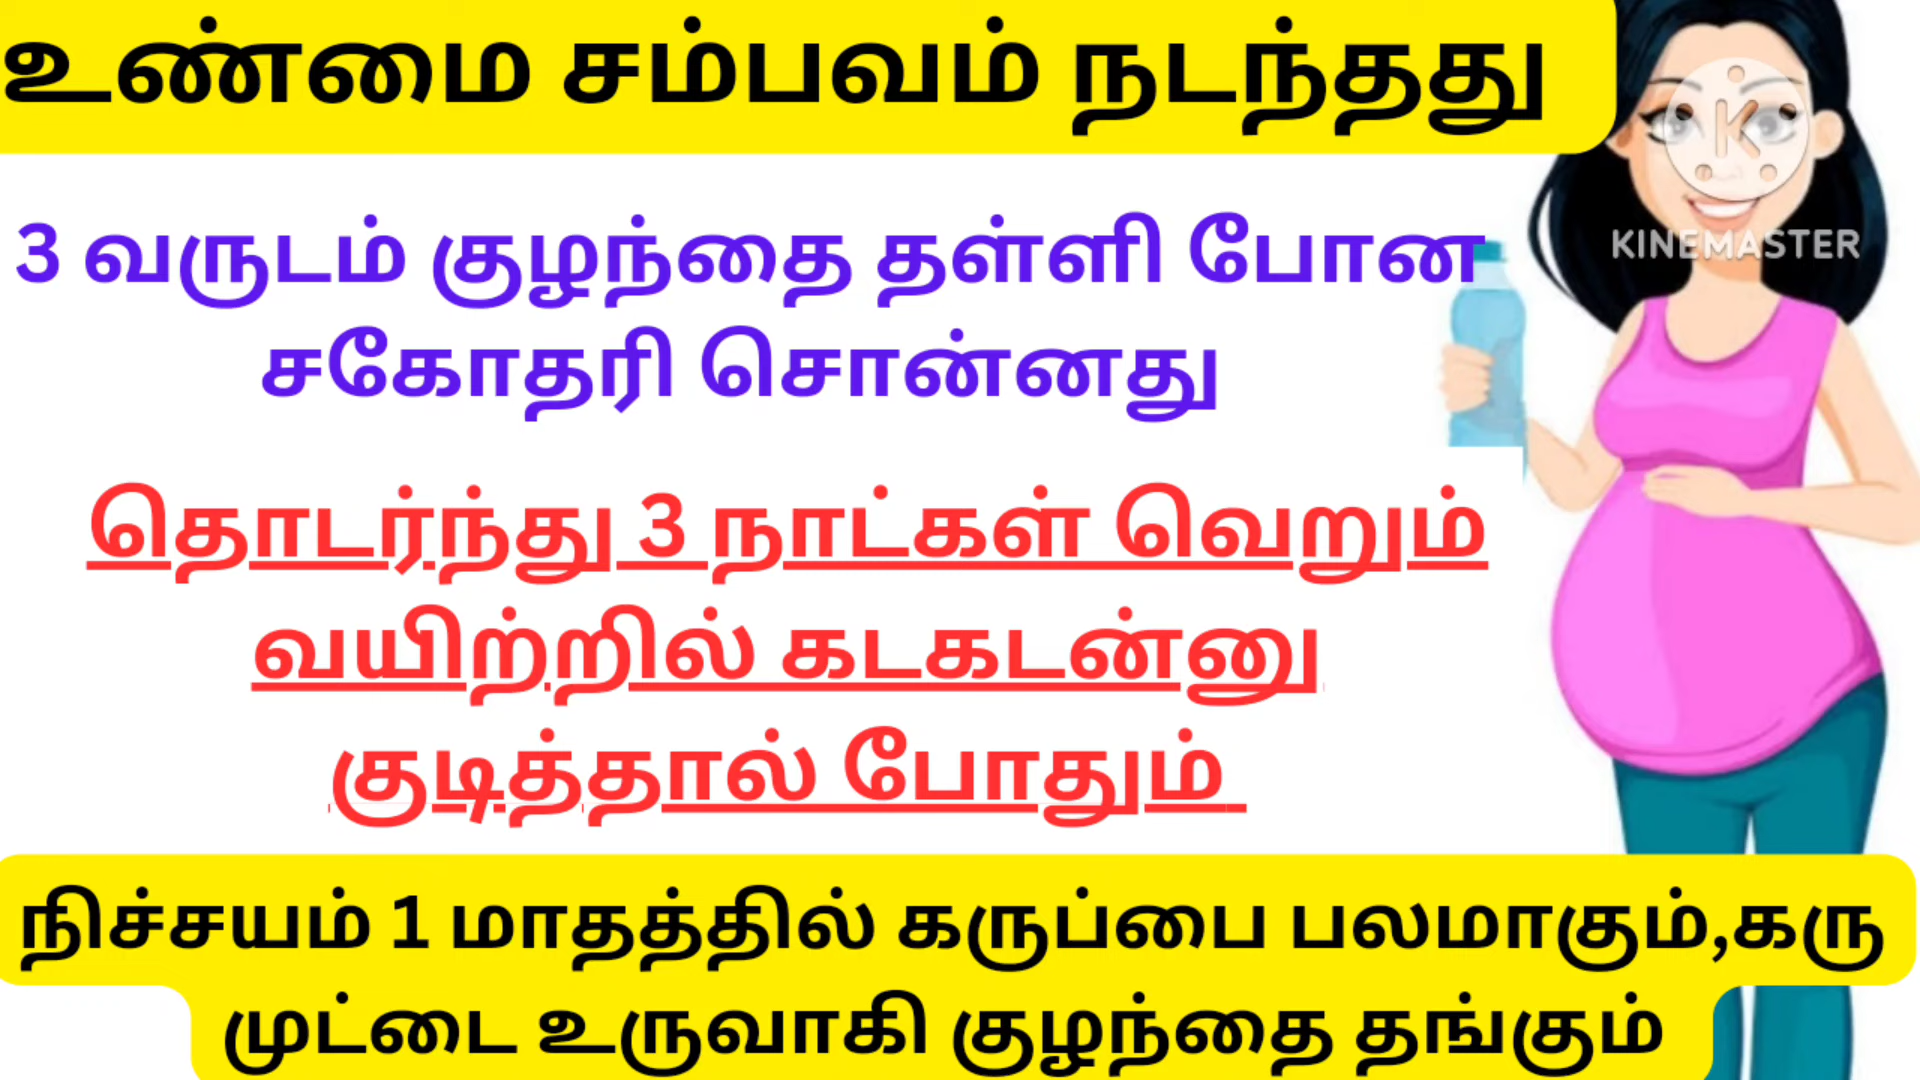 உண்மை சம்பவம் நடந்தது
3 வருடம் குழந்தை தள்ளி போன
சகோதரி சொன்னது
தொடர்ந்து 3 நாட்கள் வெறும்
வயிற்றில் கடகடன்னு
குடித்தால் போதும்
நிச்சயம் 1 மாதத்தில் கருப்பை பலமாகும்,கரு
முட்டை உருவாகி குழந்தை தங்கும்
K
KINEMASTER